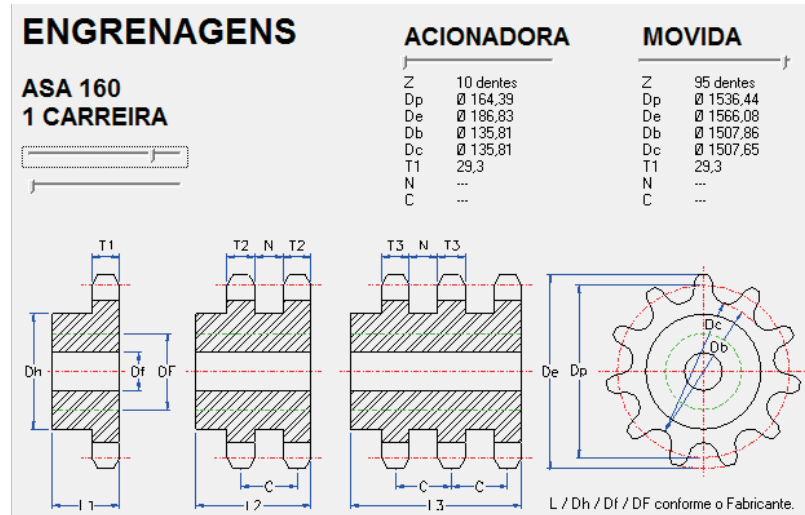 ENGRENAGENS
ASA 160
1 CARREIRA
ACIONADORA
Z 10 dentes
Dp Ø 164,39
De Ø 186,83
Db Ø 135,81
Dc Ø 135,81
T1 29,3
N ---
C ---
MOVIDA
Z 95 dentes
Dp Ø 1536,44
De Ø 1566,08
Db Ø 1507,86
Dc Ø 1507,65
T1 29,3
N ---
C ---
T1 T2 N T2 T3 N T3
Dh Df DF De Dp Dc Db
C C C
L1 L2 L3
L / Dh / Df / DF conforme o Fabricante.